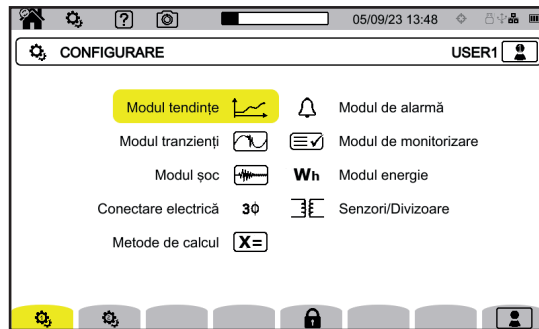 05/09/23 13:48
CONFIGURARE
USER1
Modul tendințe
Modul de alarmă
Modul tranzienți
Modul de monitorizare
Modul șoc
Wh Modul energie
Conectare electrică 3ϕ
Senzori/Divizoare
Metode de calcul X=